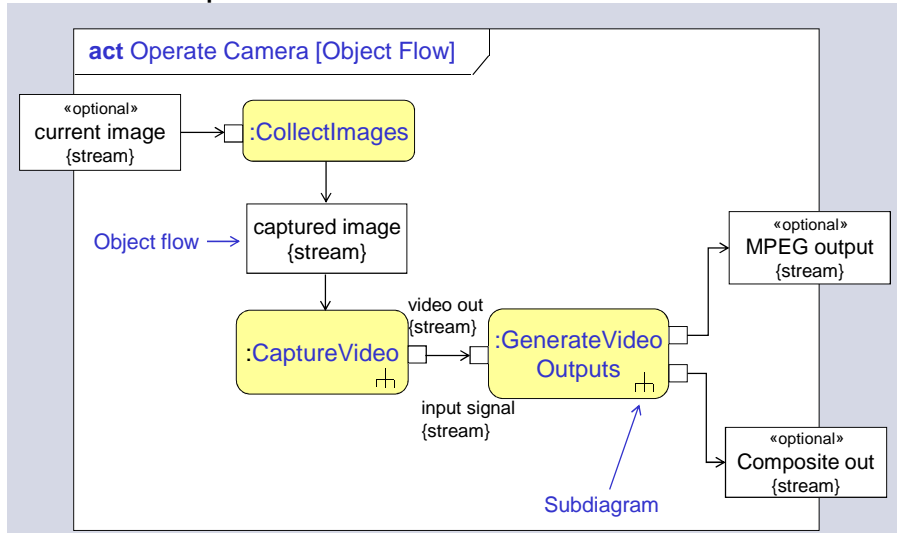 act Operate Camera [Object Flow]
«optional»
current image
{stream}
:CollectImages
Object flow
captured image
{stream}
«optional»
MPEG output
{stream}
video out
{stream}
:CaptureVideo
:GenerateVideo
Outputs
input signal
{stream}
«optional»
Composite out
{stream}
Subdiagram